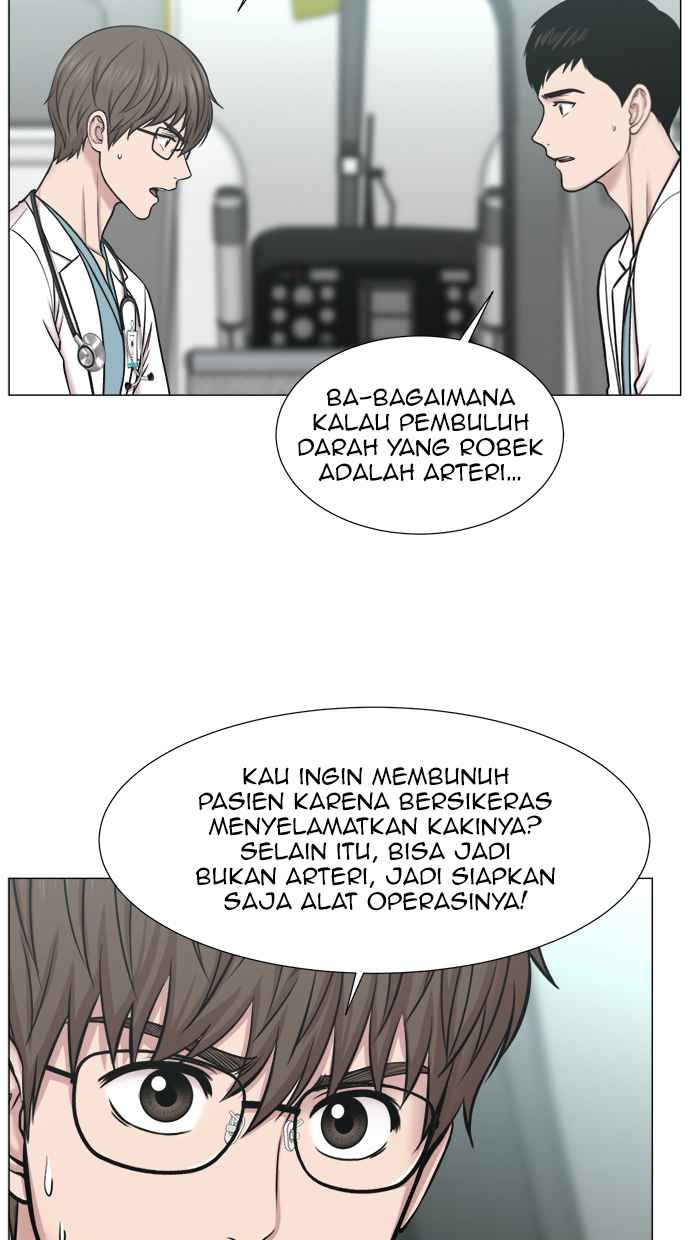 BA-BAGAIMANA
KALAU PEMBULUH
DARAH YANG ROBEK
ADALAH ARTERI...
KAU INGIN MEMBUNUH
PASIEN KARENA BERSIKERAS
MENYELAMATKAN KAKINYA?
SELAIN ITU, BISA JADI
BUKAN ARTERI, JADI SIAPKAN
SAJA ALAT OPERASINYA!